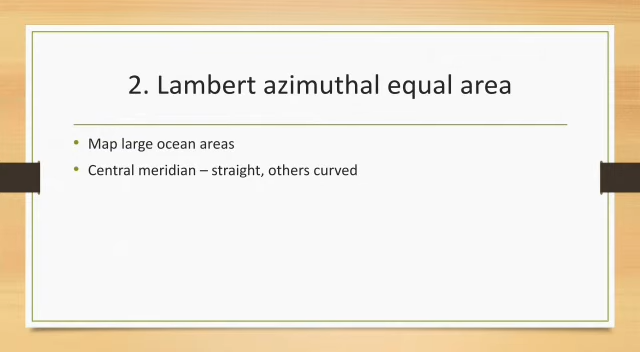 2. Lambert azimuthal equal area
• Map large ocean areas
• Central meridian – straight, others curved